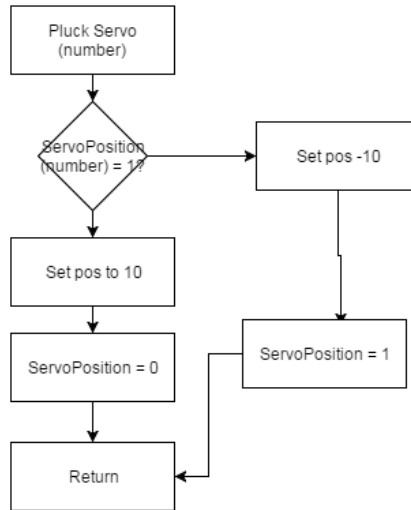 Pluck Servo
(number)
ServoPosition
(number) = 1?
Set pos -10
Set pos to 10
ServoPosition = 0
ServoPosition = 1
Return